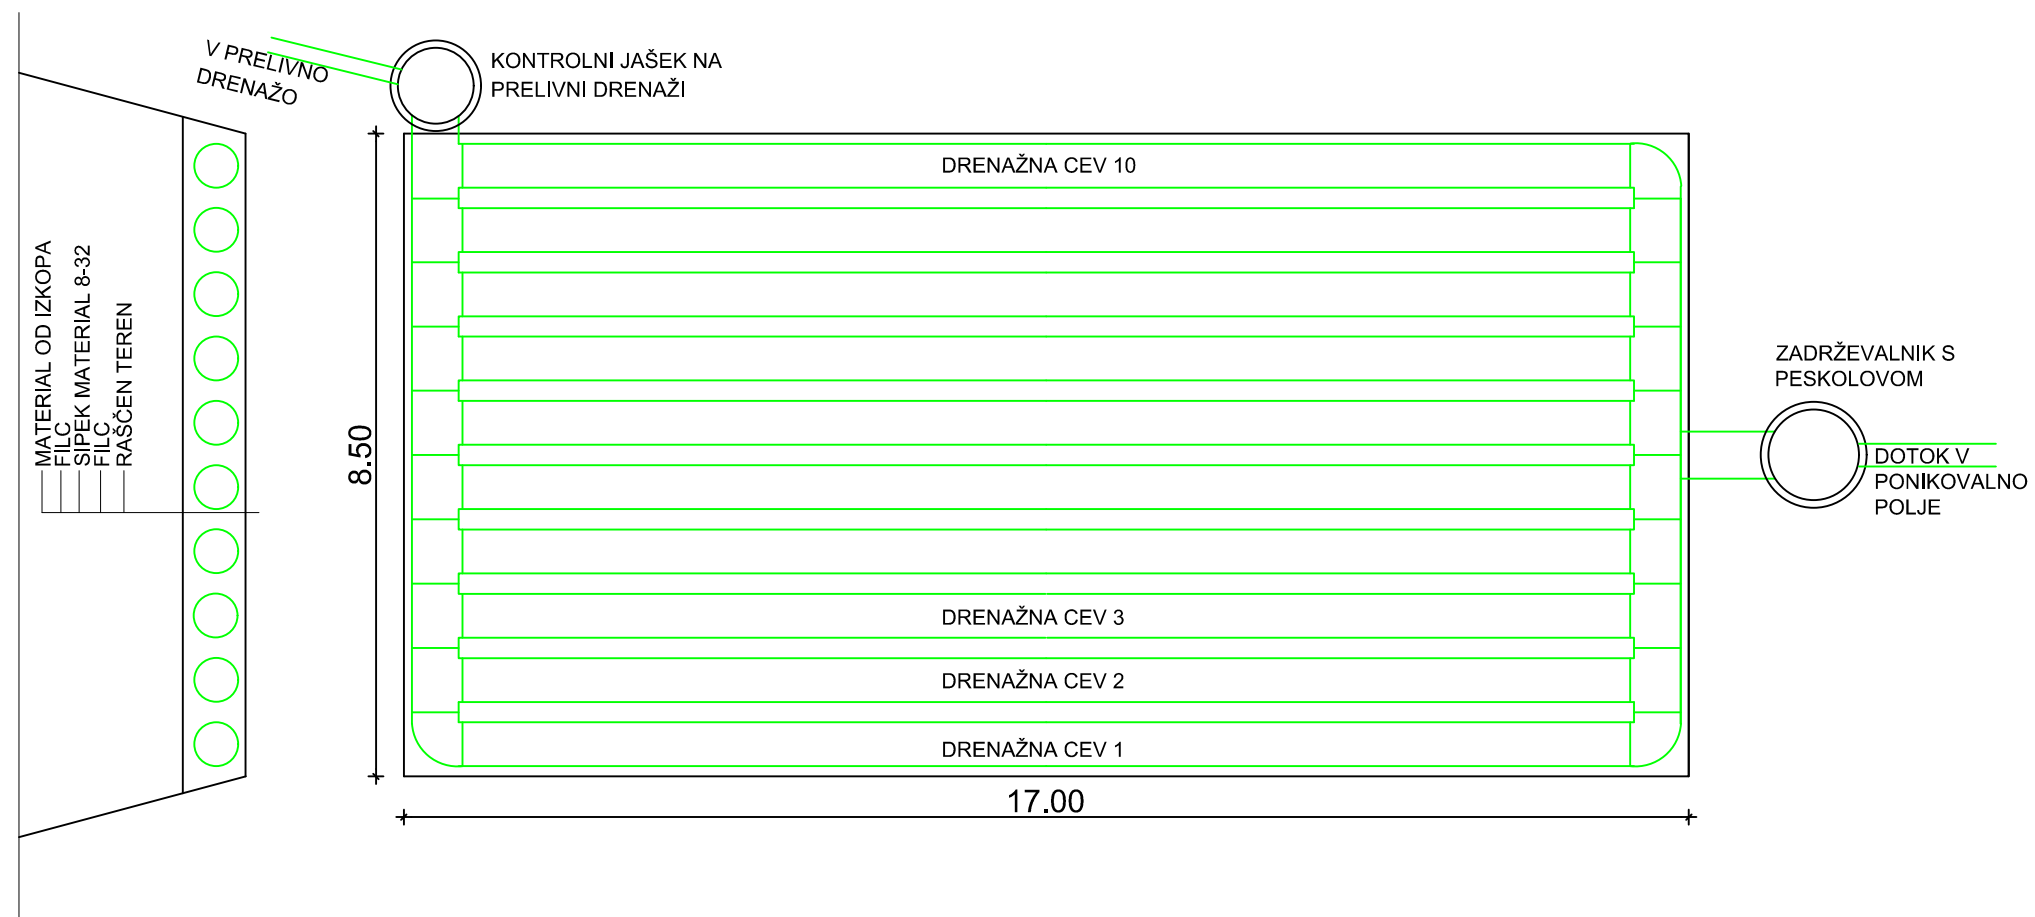 V PRELIVNO
DRENAŽO
KONTROLNI JAŠEK NA
PRELIVNI DRENAŽI
DRENAŽNA CEV 10
MATERIAL OD IZKOPA
FILC
SIPEK MATERIAL 8-32
FILC
RAŠČEN TEREN
8.50
ZADRŽEVALNIK S
PESKOLOVOM
DOTOK V
PONIKOVALNO
POLJE
DRENAŽNA CEV 3
DRENAŽNA CEV 2
DRENAŽNA CEV 1
17.00